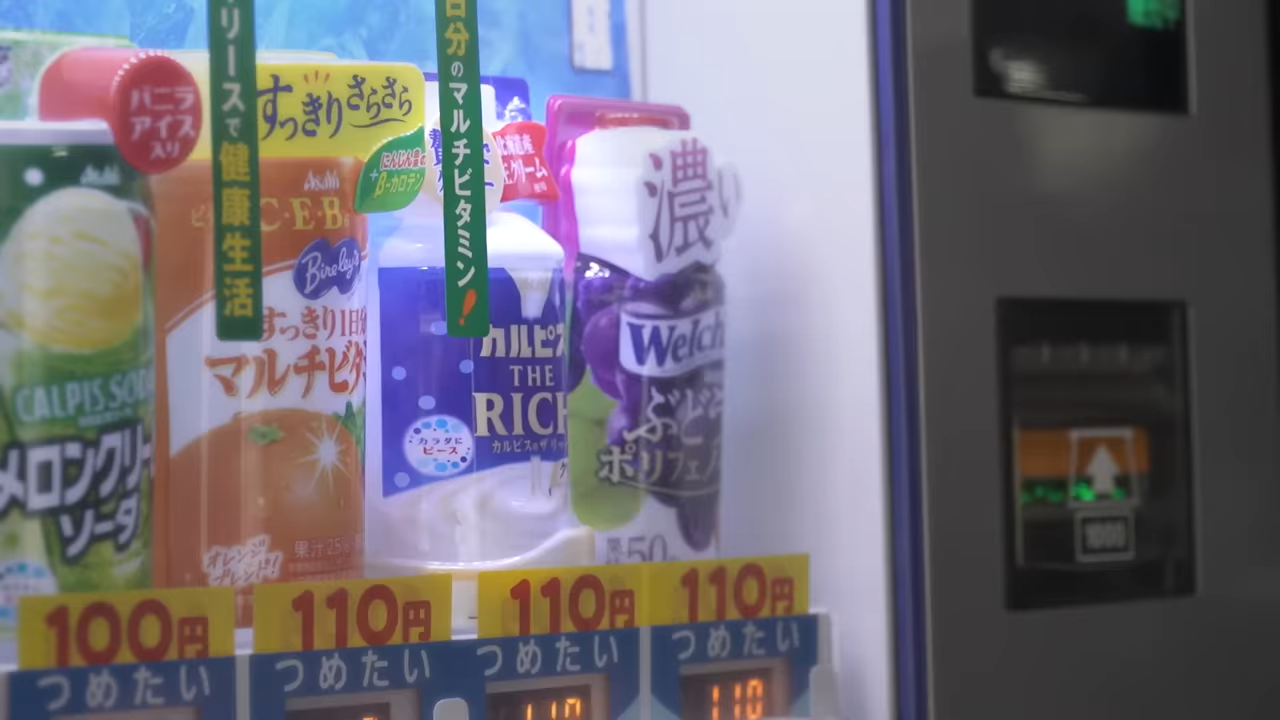 リースで健康生活
日分のマルチビタミン!
バニラ
アイス
入り
Asahi
CALPIS SODA
メロンクリー
ソーダ
すっきりさらさら
にんじん
β-カロテン
Asahi
C・E・B
Bireley's
すっきり1日分
マルチビタ
オレンジ
ブレンド!
果汁25%
北海道産
クリーム
カルピス
THE
RICH
カルピス ザ・リッ
カラダに
ピース
濃い
Welch
ぶどう
ポリフェノ
50
100円
110円
110円
110円
つめたい
つめたい
つめたい
つめたい
110
110
1000